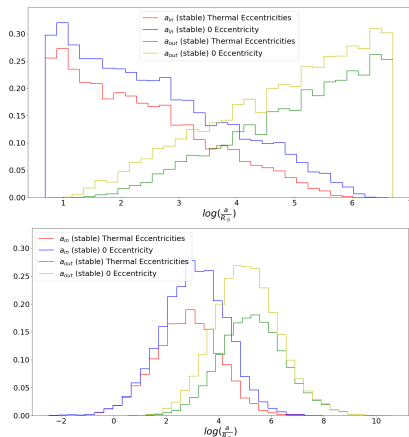 0.30
0.25
0.20
0.15
0.10
0.05
0.00
a_in (stable) Thermal Eccentricities
a_in (stable) 0 Eccentricity
a_out (stable) Thermal Eccentricities
a_out (stable) 0 Eccentricity
1 2 3 4 5 6
log(a/R⊙)
0.30
0.25
0.20
0.15
0.10
0.05
0.00
a_in (stable) Thermal Eccentricities
a_in (stable) 0 Eccentricity
a_out (stable) Thermal Eccentricities
a_out (stable) 0 Eccentricity
−2 0 2 4 6 8 10
log(a/R